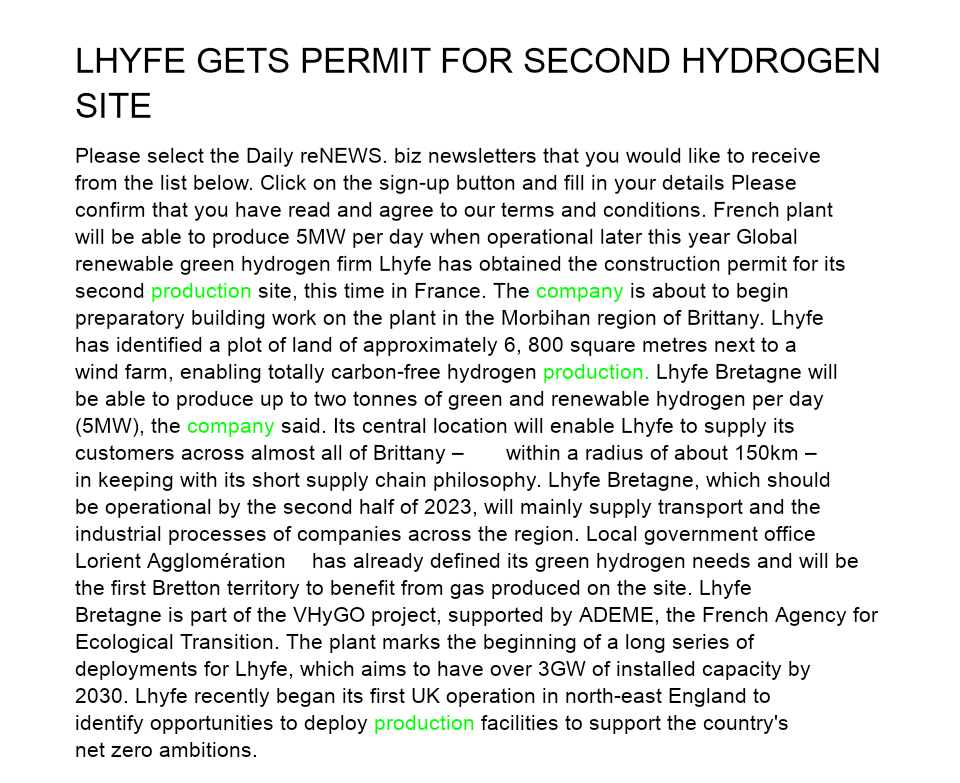 LHYFE GETS PERMIT FOR SECOND HYDROGEN
SITE
Please select the Daily reNEWS. biz newsletters that you would like to receive
from the list below. Click on the sign-up button and fill in your details Please
confirm that you have read and agree to our terms and conditions. French plant
will be able to produce 5MW per day when operational later this year Global
renewable green hydrogen firm Lhyfe has obtained the construction permit for its
second production site, this time in France. The company is about to begin
preparatory building work on the plant in the Morbihan region of Brittany. Lhyfe
has identified a plot of land of approximately 6, 800 square metres next to a
wind farm, enabling totally carbon-free hydrogen production. Lhyfe Bretagne will
be able to produce up to two tonnes of green and renewable hydrogen per day
(5MW), the company said. Its central location will enable Lhyfe to supply its
customers across almost all of Brittany – within a radius of about 150km –
in keeping with its short supply chain philosophy. Lhyfe Bretagne, which should
be operational by the second half of 2023, will mainly supply transport and the
industrial processes of companies across the region. Local government office
Lorient Agglomération has already defined its green hydrogen needs and will be
the first Bretton territory to benefit from gas produced on the site. Lhyfe
Bretagne is part of the VHyGO project, supported by ADEME, the French Agency for
Ecological Transition. The plant marks the beginning of a long series of
deployments for Lhyfe, which aims to have over 3GW of installed capacity by
2030. Lhyfe recently began its first UK operation in north-east England to
identify opportunities to deploy production facilities to support the country's
net zero ambitions.